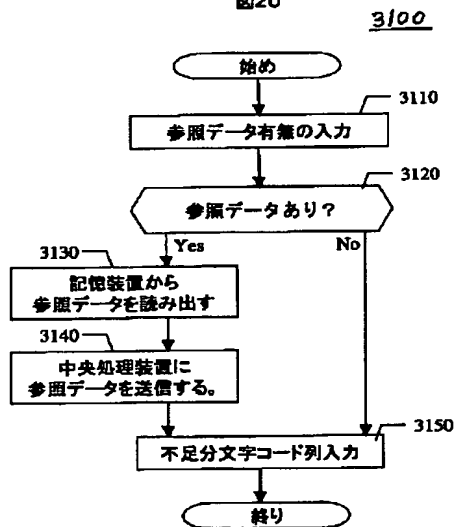 図20
3100
始め
3110
参照データ有無の入力
3120
参照データあり?
Yes
No
3130
記憶装置から
参照データを読み出す
3140
中央処理装置に
参照データを送信する。
3150
不足分文字コード列入力
終り